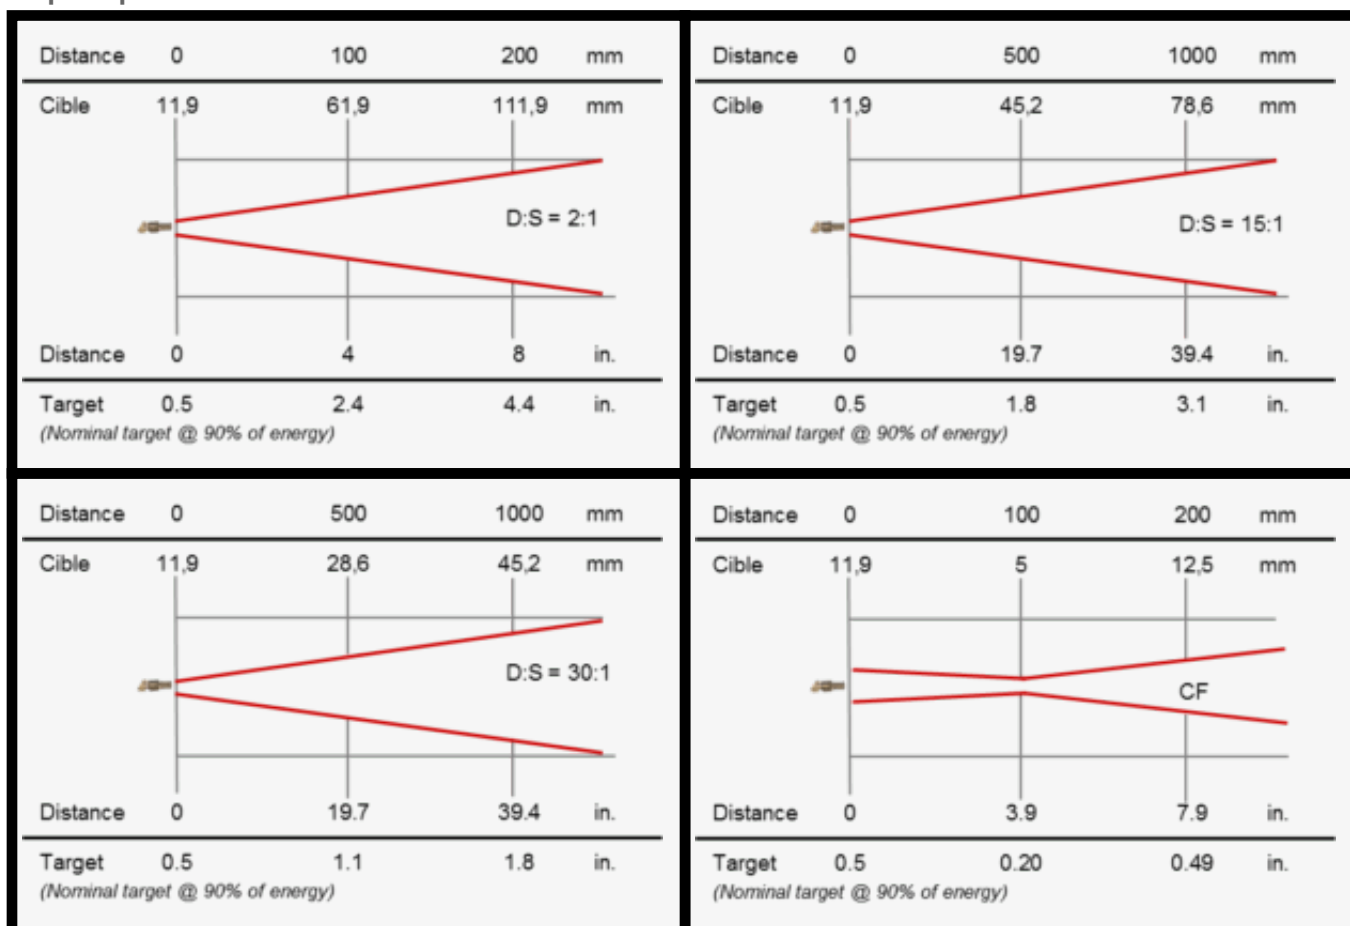 Distance 0 100 200 mm
Cible 11,9 61,9 111,9 mm
D:S = 2:1
Distance 0 4 8 in.
Target 0.5 2.4 4.4 in.
(Nominal target @ 90% of energy)
Distance 0 500 1000 mm
Cible 11,9 45,2 78,6 mm
D:S = 15:1
Distance 0 19.7 39.4 in.
Target 0.5 1.8 3.1 in.
(Nominal target @ 90% of energy)
Distance 0 500 1000 mm
Cible 11,9 28,6 45,2 mm
D:S = 30:1
Distance 0 19.7 39.4 in.
Target 0.5 1.1 1.8 in.
(Nominal target @ 90% of energy)
Distance 0 100 200 mm
Cible 11,9 5 12,5 mm
CF
Distance 0 3.9 7.9 in.
Target 0.5 0.20 0.49 in.
(Nominal target @ 90% of energy)